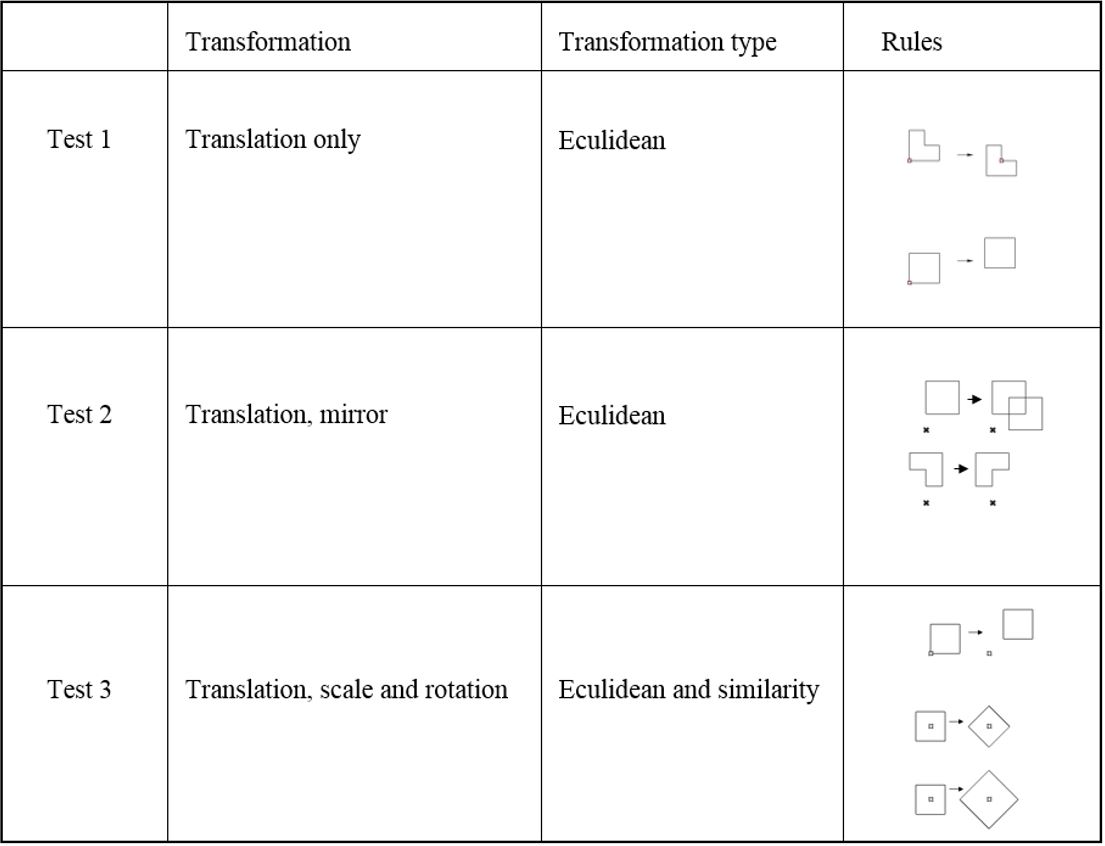 Transformation Transformation type Rules
Test 1 Translation only Eculidean
Test 2 Translation, mirror Eculidean
Test 3 Translation, scale and rotation Eculidean and similarity